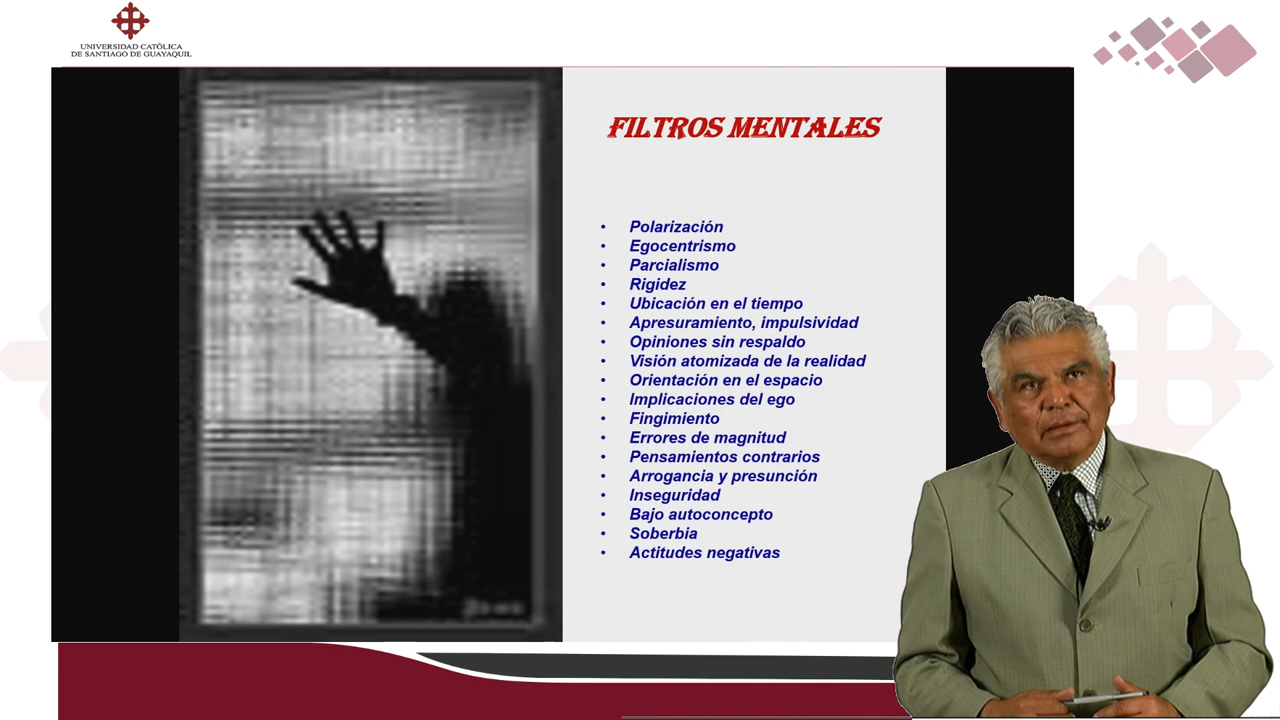 UNIVERSIDAD CATÓLICA
DE SANTIAGO DE GUAYAQUIL
FILTROS MENTALES
• Polarización
• Egocentrismo
• Parcialismo
• Rigidez
• Ubicación en el tiempo
• Apresuramiento, impulsividad
• Opiniones sin respaldo
• Visión atomizada de la realidad
• Orientación en el espacio
• Implicaciones del ego
• Fingimiento
• Errores de magnitud
• Pensamientos contrarios
• Arrogancia y presunción
• Inseguridad
• Bajo autoconcepto
• Soberbia
• Actitudes negativas